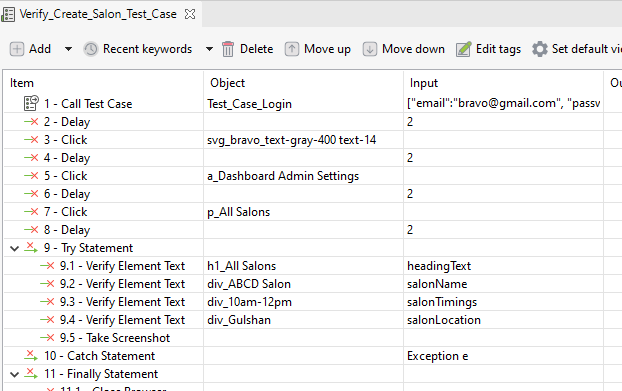 Verify_Create_Salon_Test_Case
Add Recent keywords Delete Move up Move down Edit tags Set default vi
Item Object Input Ou
1 - Call Test Case Test_Case_Login ["email":"bravo@gmail.com", "passw
2 - Delay 2
3 - Click svg_bravo_text-gray-400 text-14
4 - Delay 2
5 - Click a_Dashboard Admin Settings
6 - Delay 2
7 - Click p_All Salons
8 - Delay 2
9 - Try Statement
9.1 - Verify Element Text h1_All Salons headingText
9.2 - Verify Element Text div_ABCD Salon salonName
9.3 - Verify Element Text div_10am-12pm salonTimings
9.4 - Verify Element Text div_Gulshan salonLocation
9.5 - Take Screenshot
10 - Catch Statement Exception e
11 - Finally Statement
11.1 - Close Browser